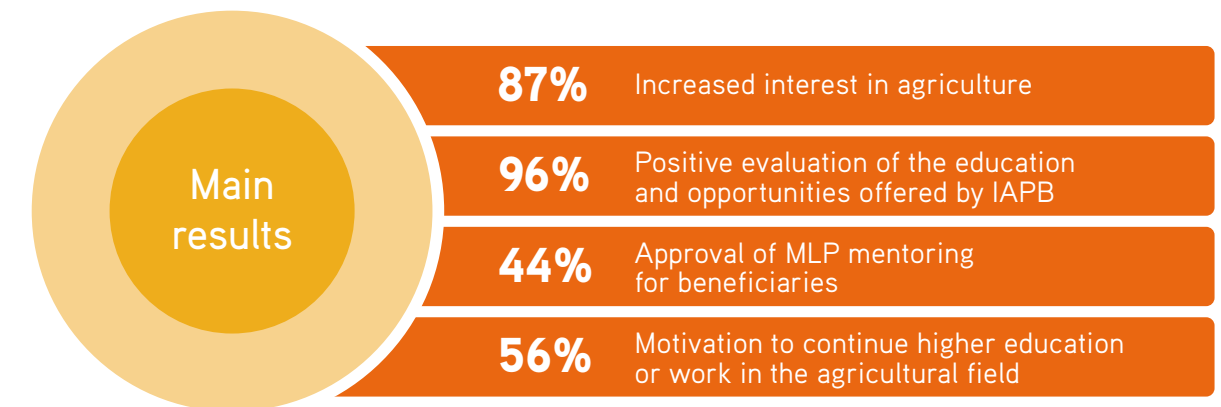 Main
results
87%
Increased interest in agriculture
96%
Positive evaluation of the education
and opportunities offered by IAPB
44%
Approval of MLP mentoring
for beneficiaries
56%
Motivation to continue higher education
or work in the agricultural field